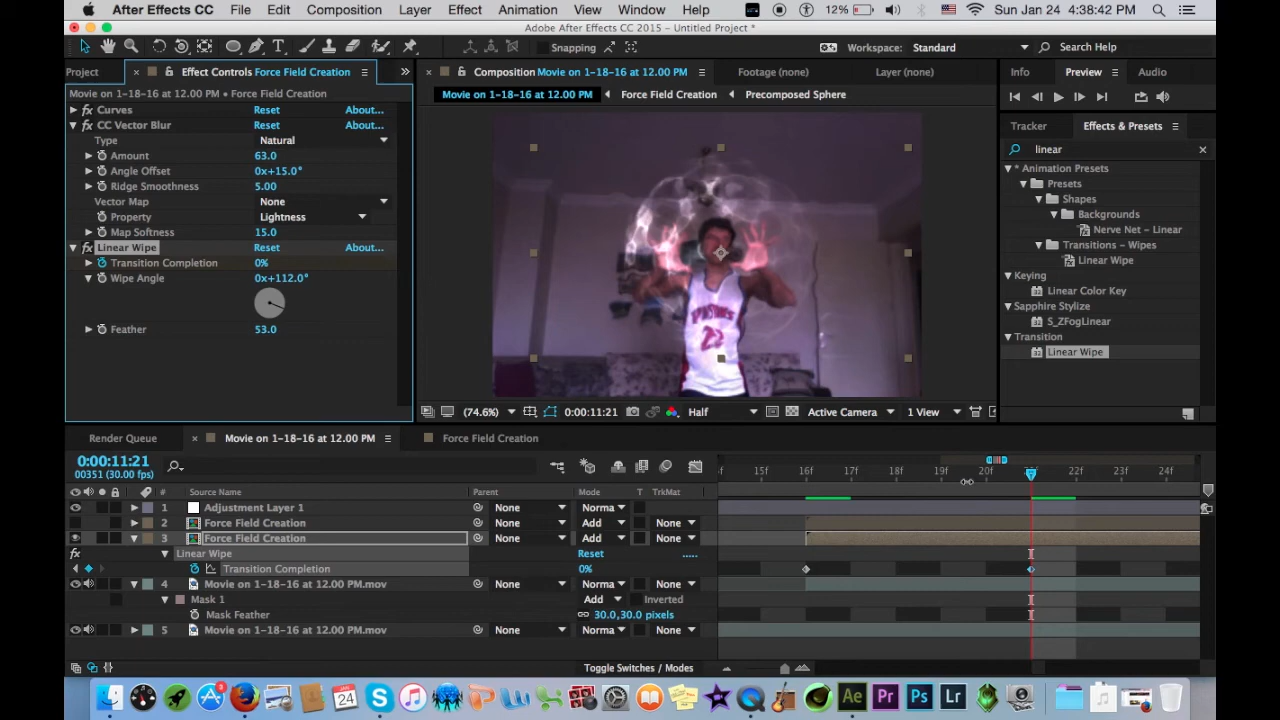 After Effects CC File Edit Composition Layer Effect Animation View Window Help 12% Sun Jan 24 4:38:42 PM
Adobe After Effects CC 2015 - Untitled Project *
Snapping Workspace: Standard Search Help
Project Effect Controls Force Field Creation Composition Movie on 1-18-16 at 12.00 PM Footage (none) Layer (none) Info Preview Audio
Movie on 1-18-16 at 12.00 PM • Force Field Creation Movie on 1-18-16 at 12.00 PM Force Field Creation Precomposed Sphere
Curves Reset About...
CC Vector Blur Reset About...
Tracker Effects & Presets
Type Natural
linear
Amount 63.0
* Animation Presets
Angle Offset 0x+15.0°
Presets
Ridge Smoothness 5.00
Shapes
Vector Map None
Backgrounds
Property Lightness
Nerve Net – Linear
Map Softness 15.0
Transitions – Wipes
Linear Wipe Reset About...
Linear Wipe
Transition Completion 0%
Keying
Wipe Angle 0x+112.0°
Linear Color Key
Sapphire Stylize
S_ZFogLinear
Feather 53.0
Transition
Linear Wipe
PISTONS
22
(74.6%) 0:00:11:21 Half Active Camera 1 View
Render Queue Movie on 1-18-16 at 12.00 PM Force Field Creation
0:00:11:21
00351 (30.00 fps)
15f 16f 17f 18f 19f 20f 22f 23f 24f
# Source Name Parent Mode T TrkMat
1 Adjustment Layer 1 None Norma
2 Force Field Creation None Add None
3 Force Field Creation None Add None
fx Linear Wipe Reset .....
Transition Completion 0%
4 Movie on 1-18-16 at 12.00 PM.mov None Norma None
Mask 1 Add Inverted
Mask Feather 30.0,30.0 pixels
5 Movie on 1-18-16 at 12.00 PM.mov None Norma None
Toggle Switches / Modes
3 JAN 24 Ae Pr Ps Lr